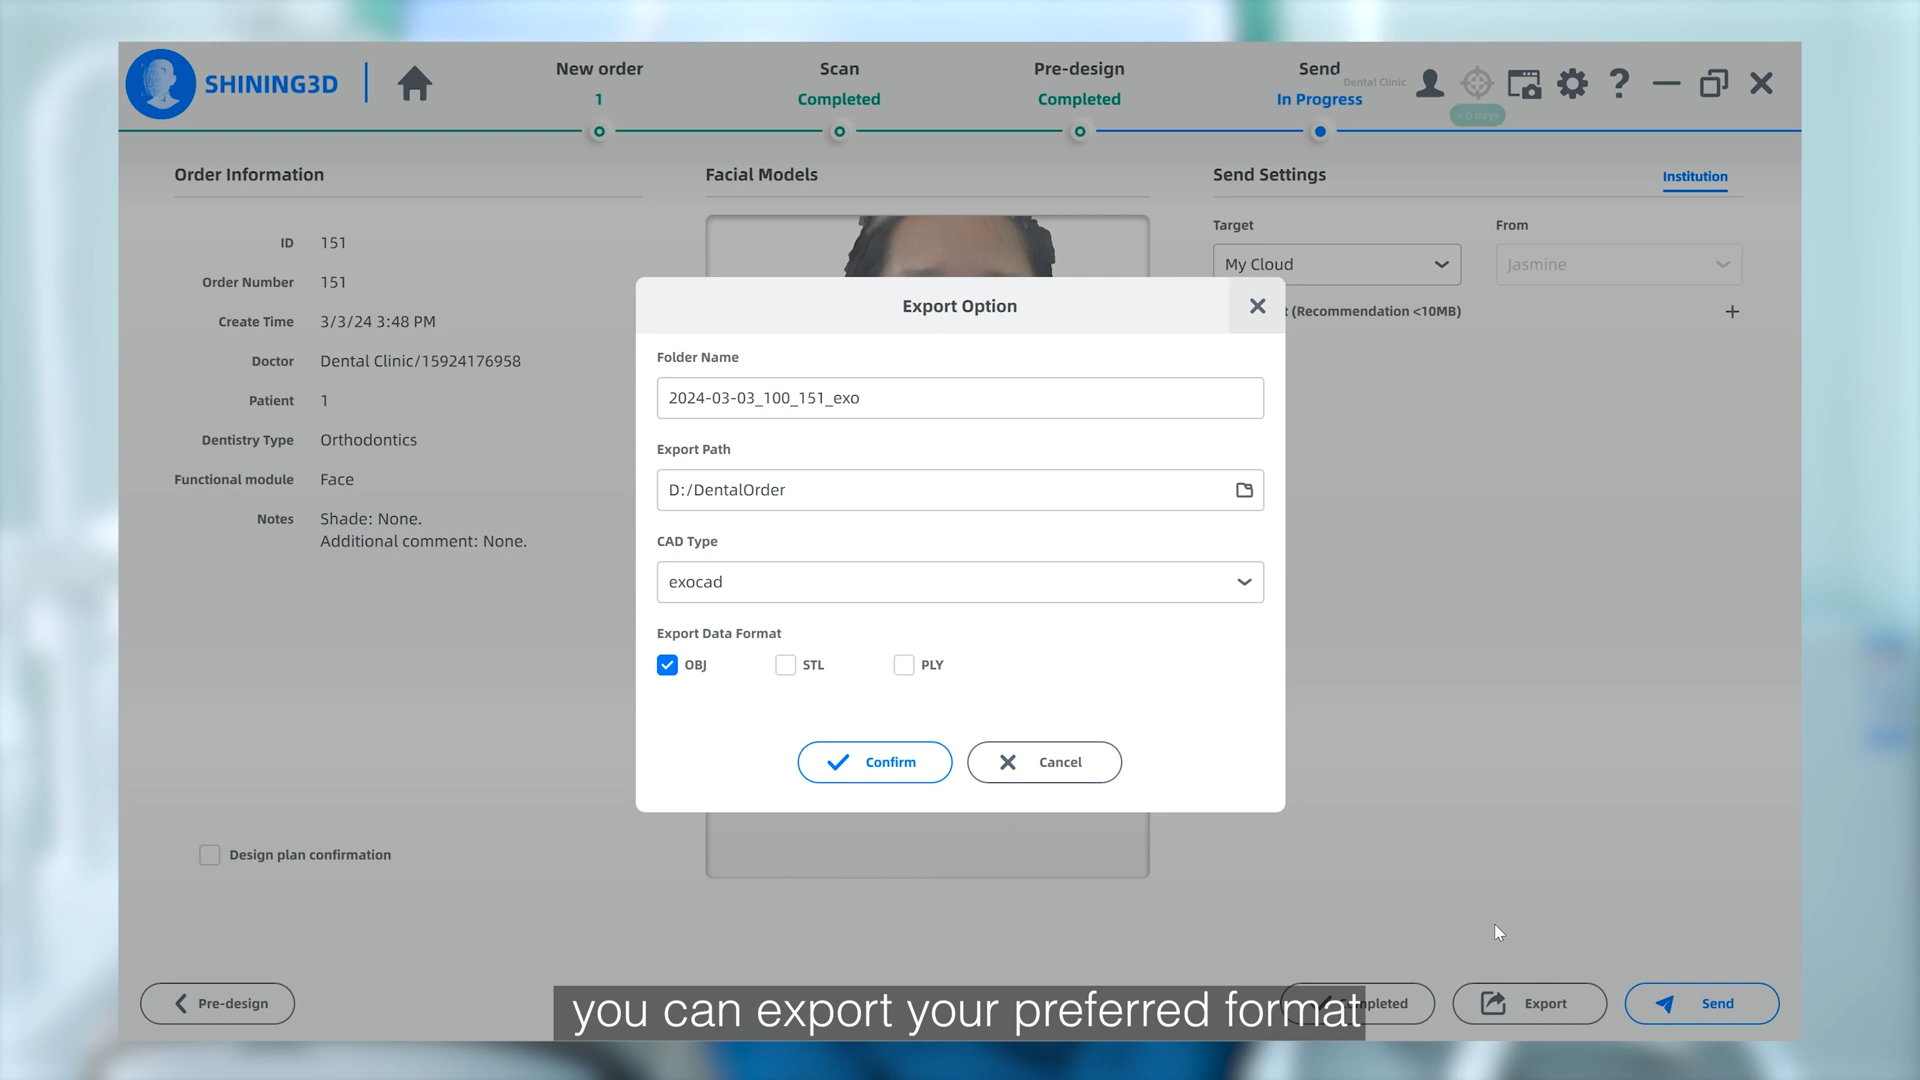 SHINING3D
New order
1
Scan
Completed
Pre-design
Completed
Send
In Progress
Dental Clinic
+ 0 days
Order Information
ID 151
Order Number 151
Create Time 3/3/24 3:48 PM
Doctor Dental Clinic/15924176958
Patient 1
Dentistry Type Orthodontics
Functional module Face
Notes Shade: None.
Additional comment: None.
Design plan confirmation
Facial Models
Send Settings
Institution
Target
From
My Cloud
Jasmine
(Recommendation <10MB)
Export Option
Folder Name
2024-03-03_100_151_exo
Export Path
D:/DentalOrder
CAD Type
exocad
Export Data Format
OBJ STL PLY
Confirm
Cancel
Pre-design
Export
Send
you can export your preferred format